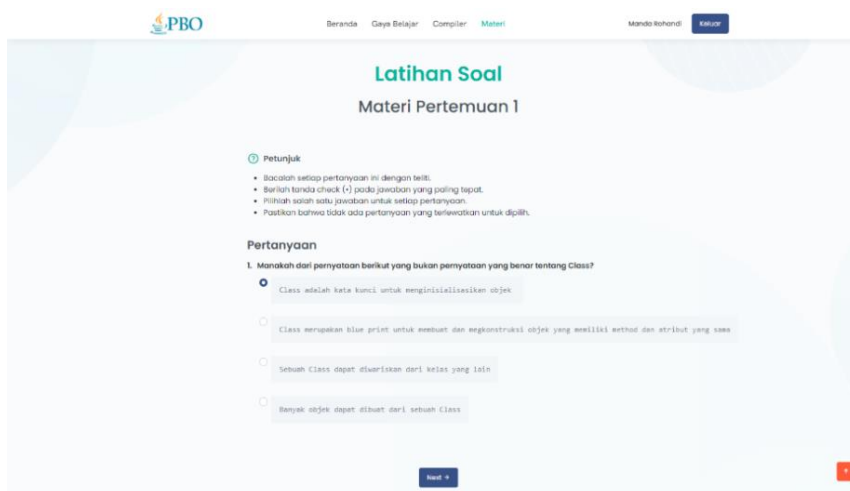 PBO
Beranda Gaya Belajar Compiler Materi
Manda Rohandi Keluar
Latihan Soal
Materi Pertemuan 1
Petunjuk
Bacalah setiap pertanyaan ini dengan teliti.
Berilah tanda check (•) pada jawaban yang paling tepat.
Pilihlah salah satu jawaban untuk setiap pertanyaan.
Pastikan bahwa tidak ada pertanyaan yang terlewatkan untuk dipilih.
Pertanyaan
1. Manakah dari pernyataan berikut yang bukan pernyataan yang benar tentang Class?
Class adalah kata kunci untuk menginisialisasikan objek
Class merupakan blue print untuk membuat dan megkonstruksi objek yang memiliki method dan atribut yang sama
Sebuah Class dapat diwariskan dari kelas yang lain
Banyak objek dapat dibuat dari sebuah Class
Next →